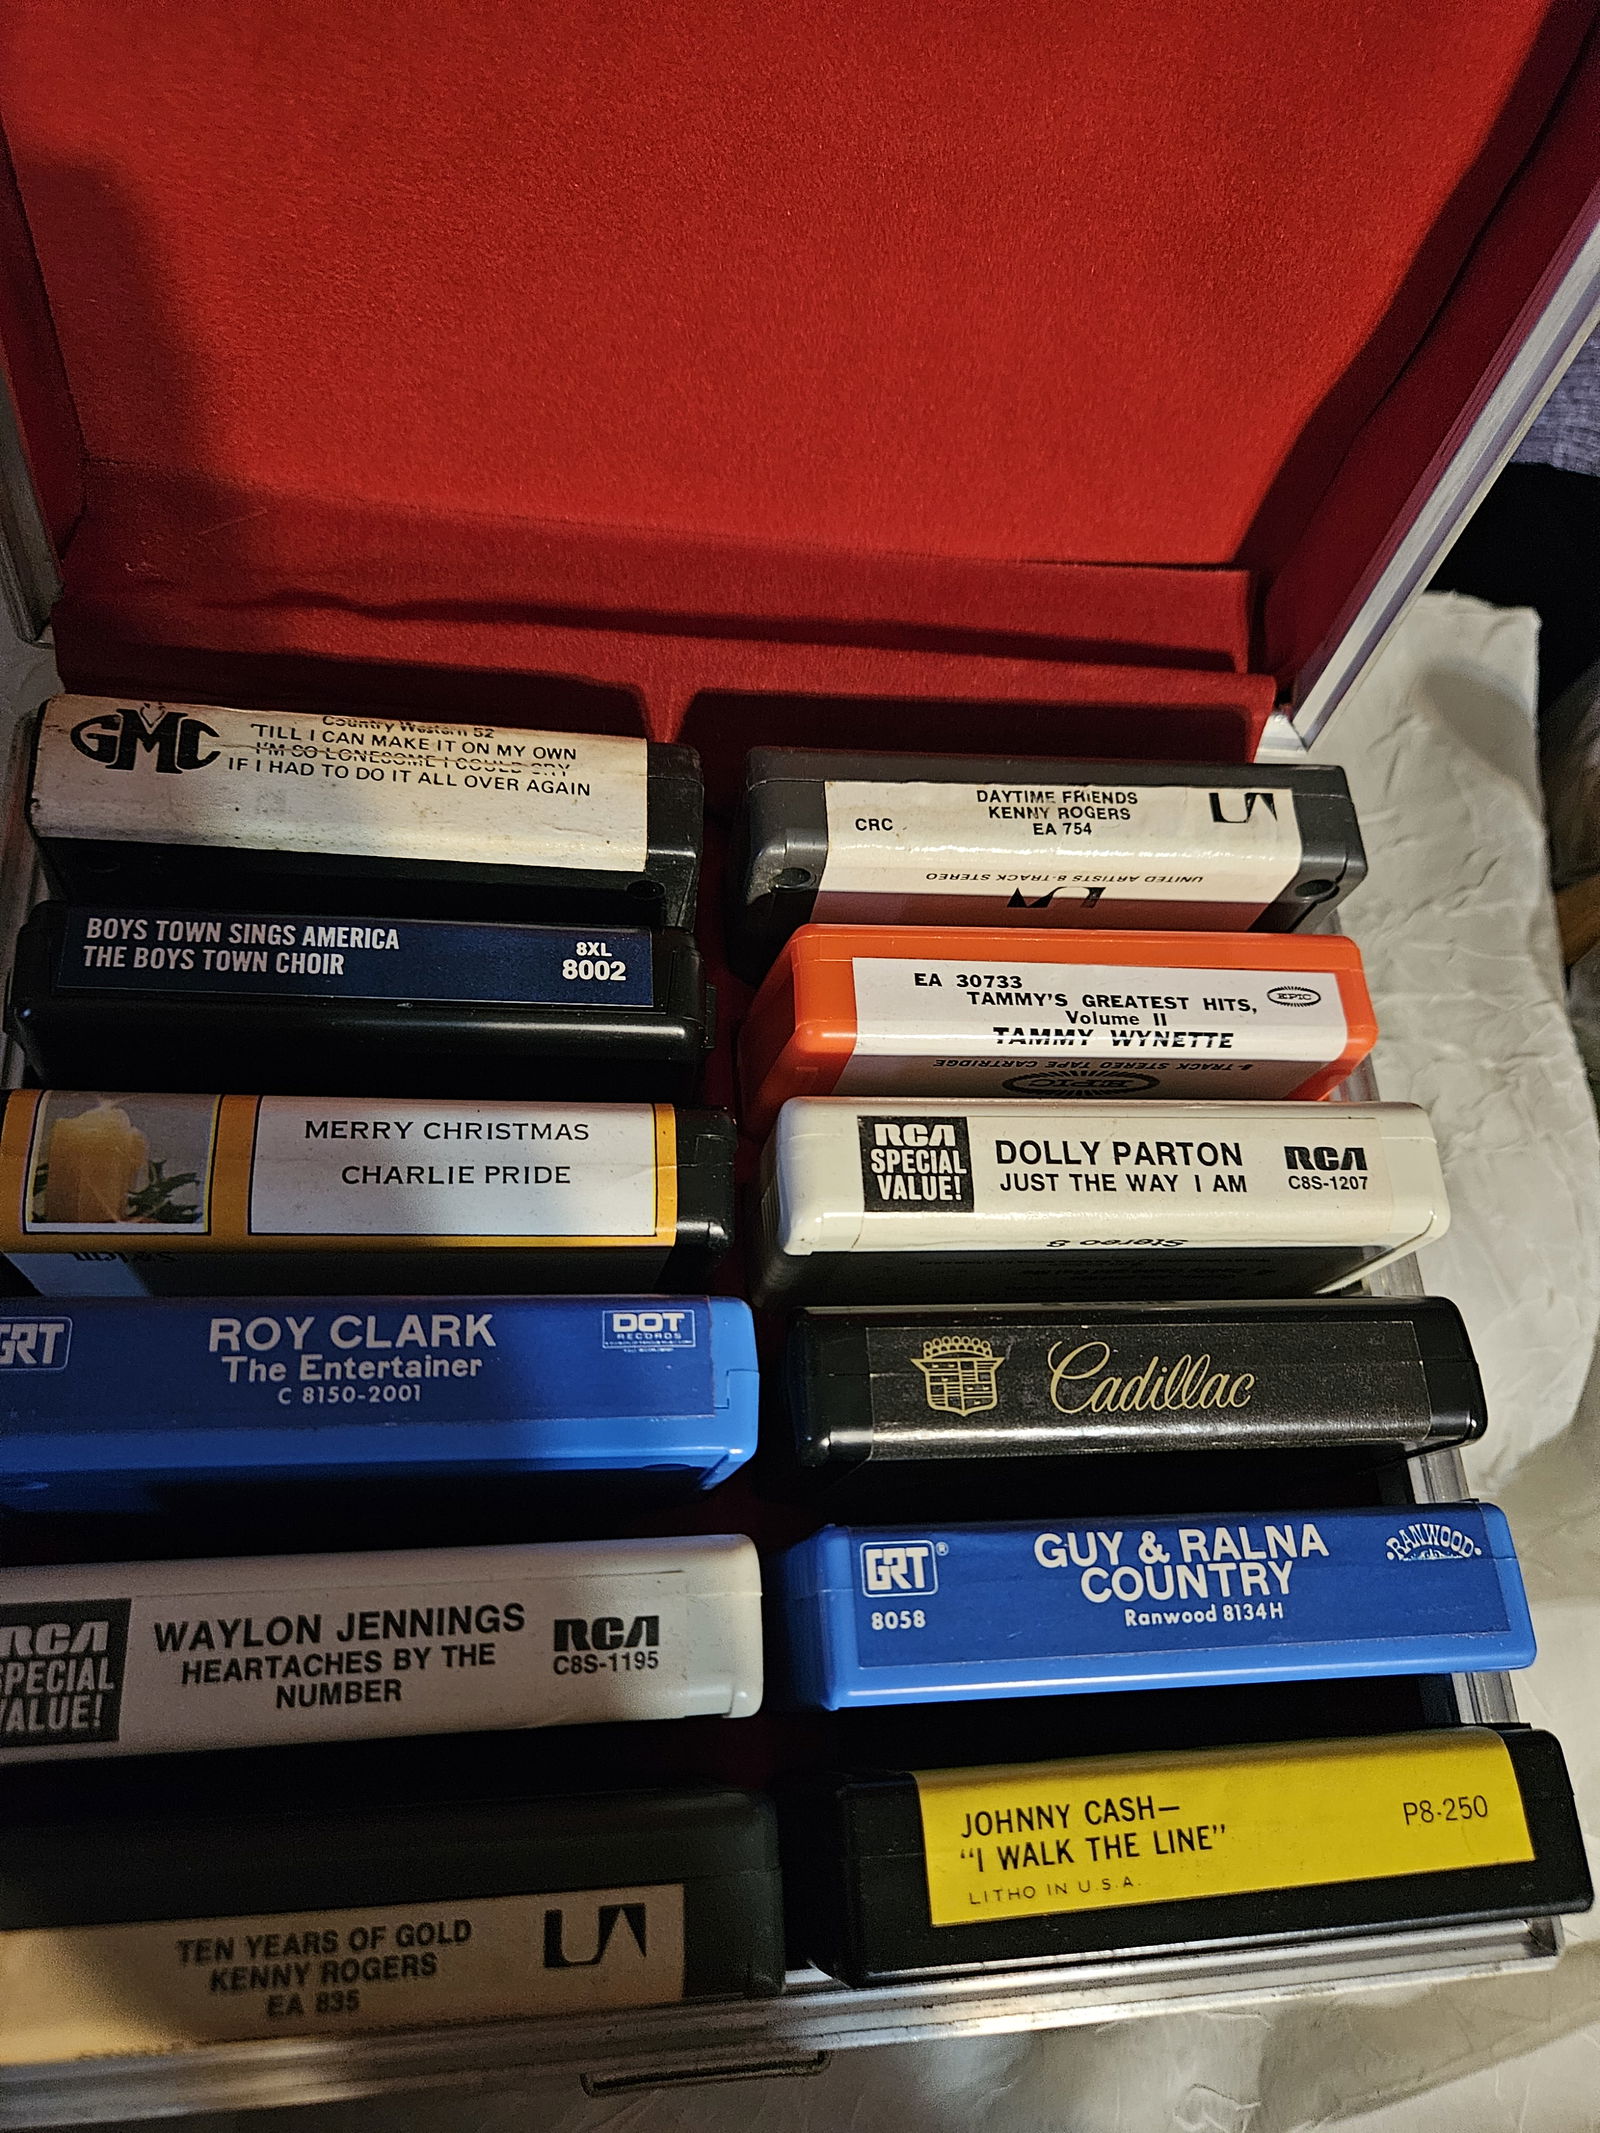 GMC
Country Western 52
'TILL I CAN MAKE IT ON MY OWN
I'M SO LONESOME I COULD CRY
IF I HAD TO DO IT ALL OVER AGAIN
BOYS TOWN SINGS AMERICA
THE BOYS TOWN CHOIR
8XL
8002
MERRY CHRISTMAS
CHARLIE PRIDE
GRT
ROY CLARK
The Entertainer
C 8150-2001
DOT
RECORDS
RCA
SPECIAL
VALUE!
WAYLON JENNINGS
HEARTACHES BY THE
NUMBER
RCA
C8S-1195
TEN YEARS OF GOLD
KENNY ROGERS
EA 835
UA
DAYTIME FRIENDS
KENNY ROGERS
EA 754
CRC
UA
UNITED ARTISTS 8-TRACK STEREO
UA
EA 30733
TAMMY'S GREATEST HITS,
Volume II
TAMMY WYNETTE
EPIC
8-TRACK STEREO TAPE CARTRIDGE
EPIC
RCA
SPECIAL
VALUE!
DOLLY PARTON
JUST THE WAY I AM
RCA
C8S-1207
Stereo 8
Cadillac
GRT®
8058
GUY & RALNA
COUNTRY
Ranwood 8134H
RANWOOD
JOHNNY CASH—
"I WALK THE LINE"
LITHO IN U.S.A.
P8-250